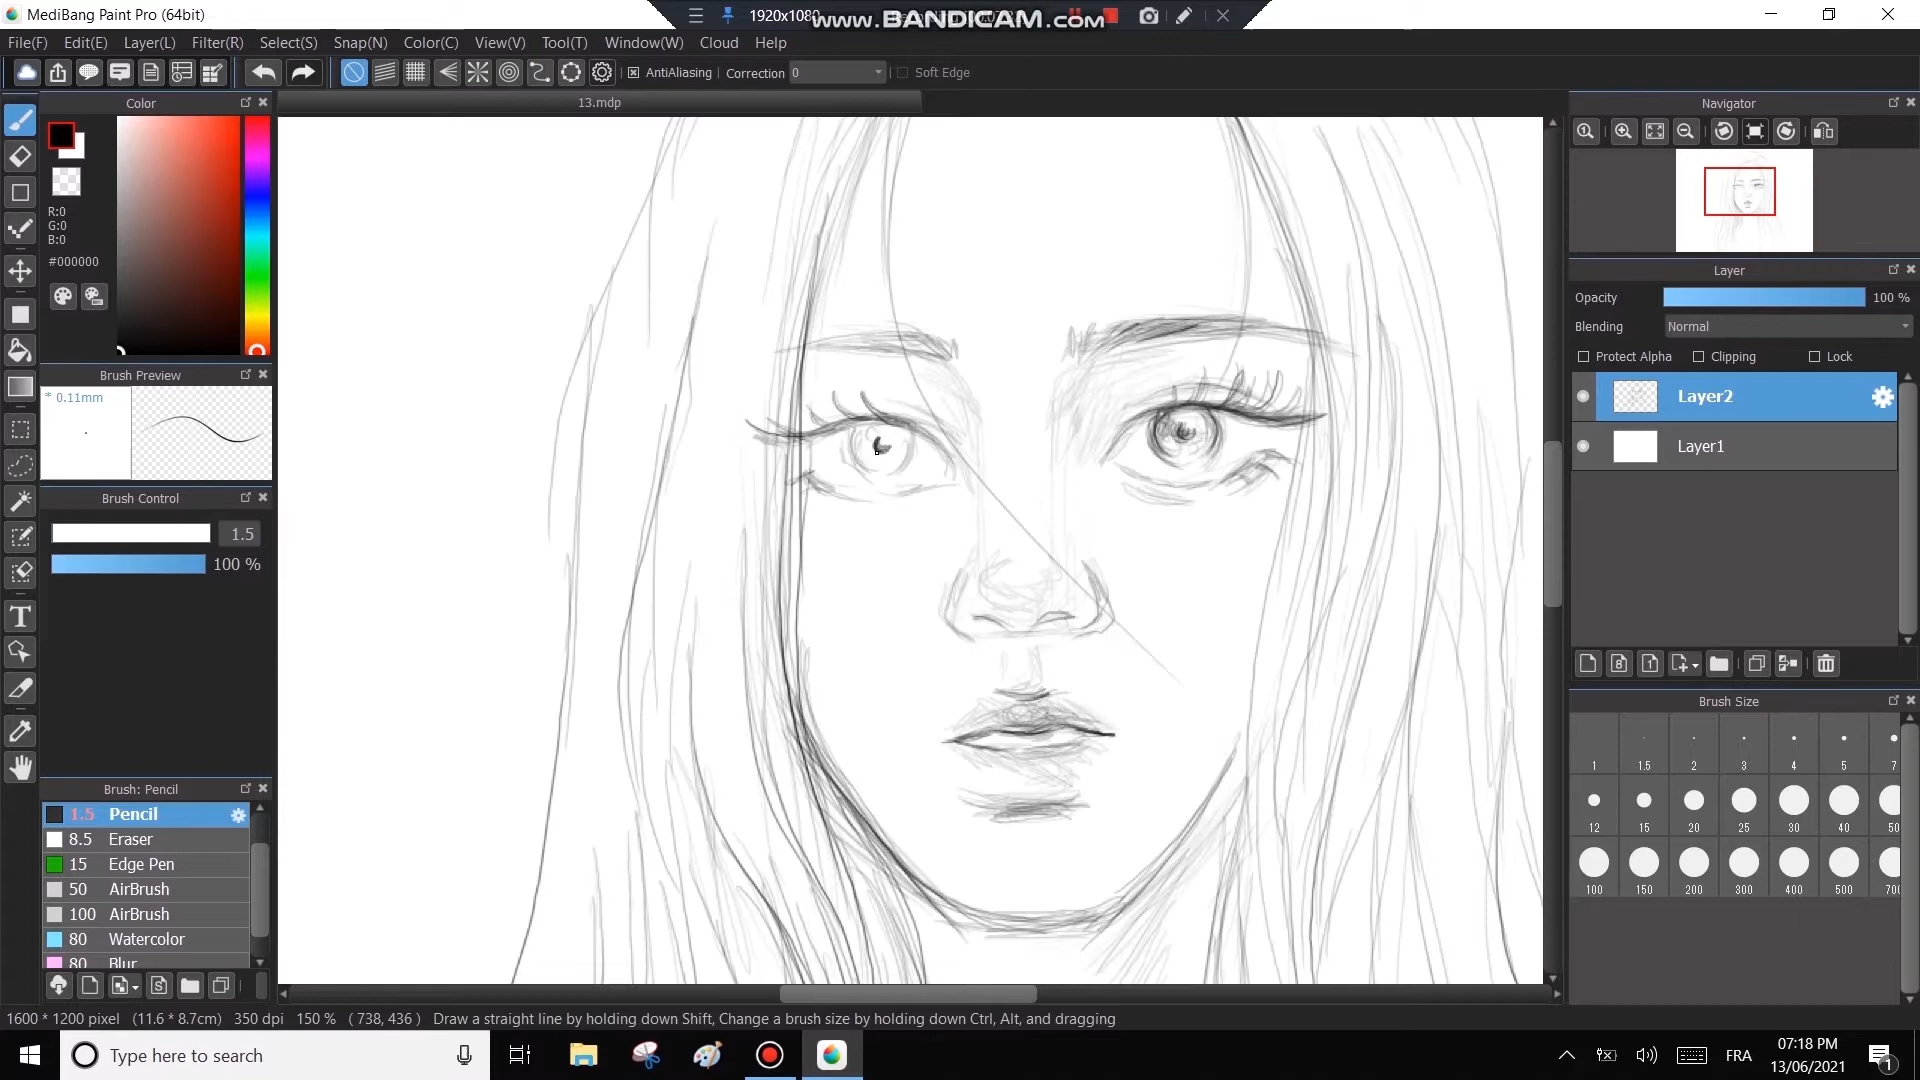 MediBang Paint Pro (64bit)
1920x1080
www.BANDICAM.com
File(F) Edit(E) Layer(L) Filter(R) Select(S) Snap(N) Color(C) View(V) Tool(T) Window(W) Cloud Help
AntiAliasing Correction 0 Soft Edge
Color
13.mdp
Navigator
R:0
G:0
B:0
#000000
Layer
Opacity 100 %
Blending Normal
Protect Alpha Clipping Lock
Brush Preview
* 0.11mm
Layer2
Layer1
Brush Control
1.5
100 %
Brush Size
1 1.5 2 3 4 5 7
12 15 20 25 30 40 50
100 150 200 300 400 500 700
Brush: Pencil
1.5 Pencil
8.5 Eraser
15 Edge Pen
50 AirBrush
100 AirBrush
80 Watercolor
80 Blur
1600 * 1200 pixel (11.6 * 8.7cm) 350 dpi 150 % ( 738, 436 ) Draw a straight line by holding down Shift, Change a brush size by holding down Ctrl, Alt, and dragging
Type here to search
FRA
07:18 PM
13/06/2021
1